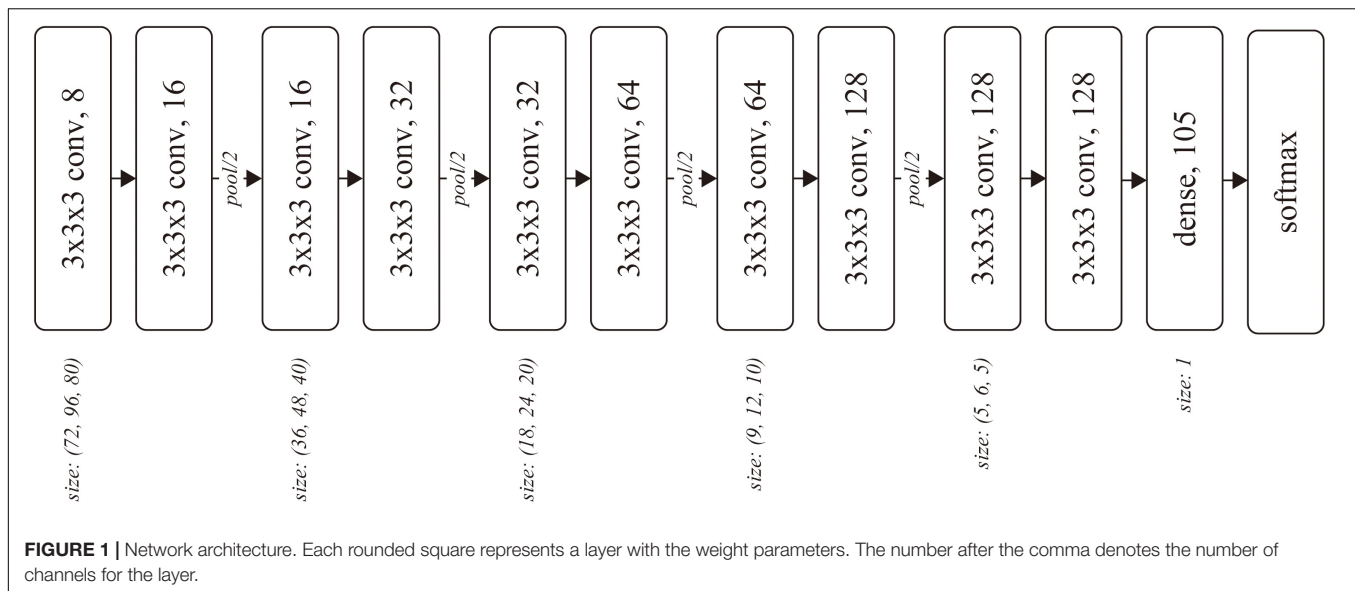 3x3x3 conv, 8
3x3x3 conv, 16
pool/2
3x3x3 conv, 16
3x3x3 conv, 32
pool/2
3x3x3 conv, 32
3x3x3 conv, 64
pool/2
3x3x3 conv, 64
3x3x3 conv, 128
pool/2
3x3x3 conv, 128
3x3x3 conv, 128
dense, 105
softmax
size: (72, 96, 80)
size: (36, 48, 40)
size: (18, 24, 20)
size: (9, 12, 10)
size: (5, 6, 5)
size: 1
FIGURE 1 | Network architecture. Each rounded square represents a layer with the weight parameters. The number after the comma denotes the number of
channels for the layer.